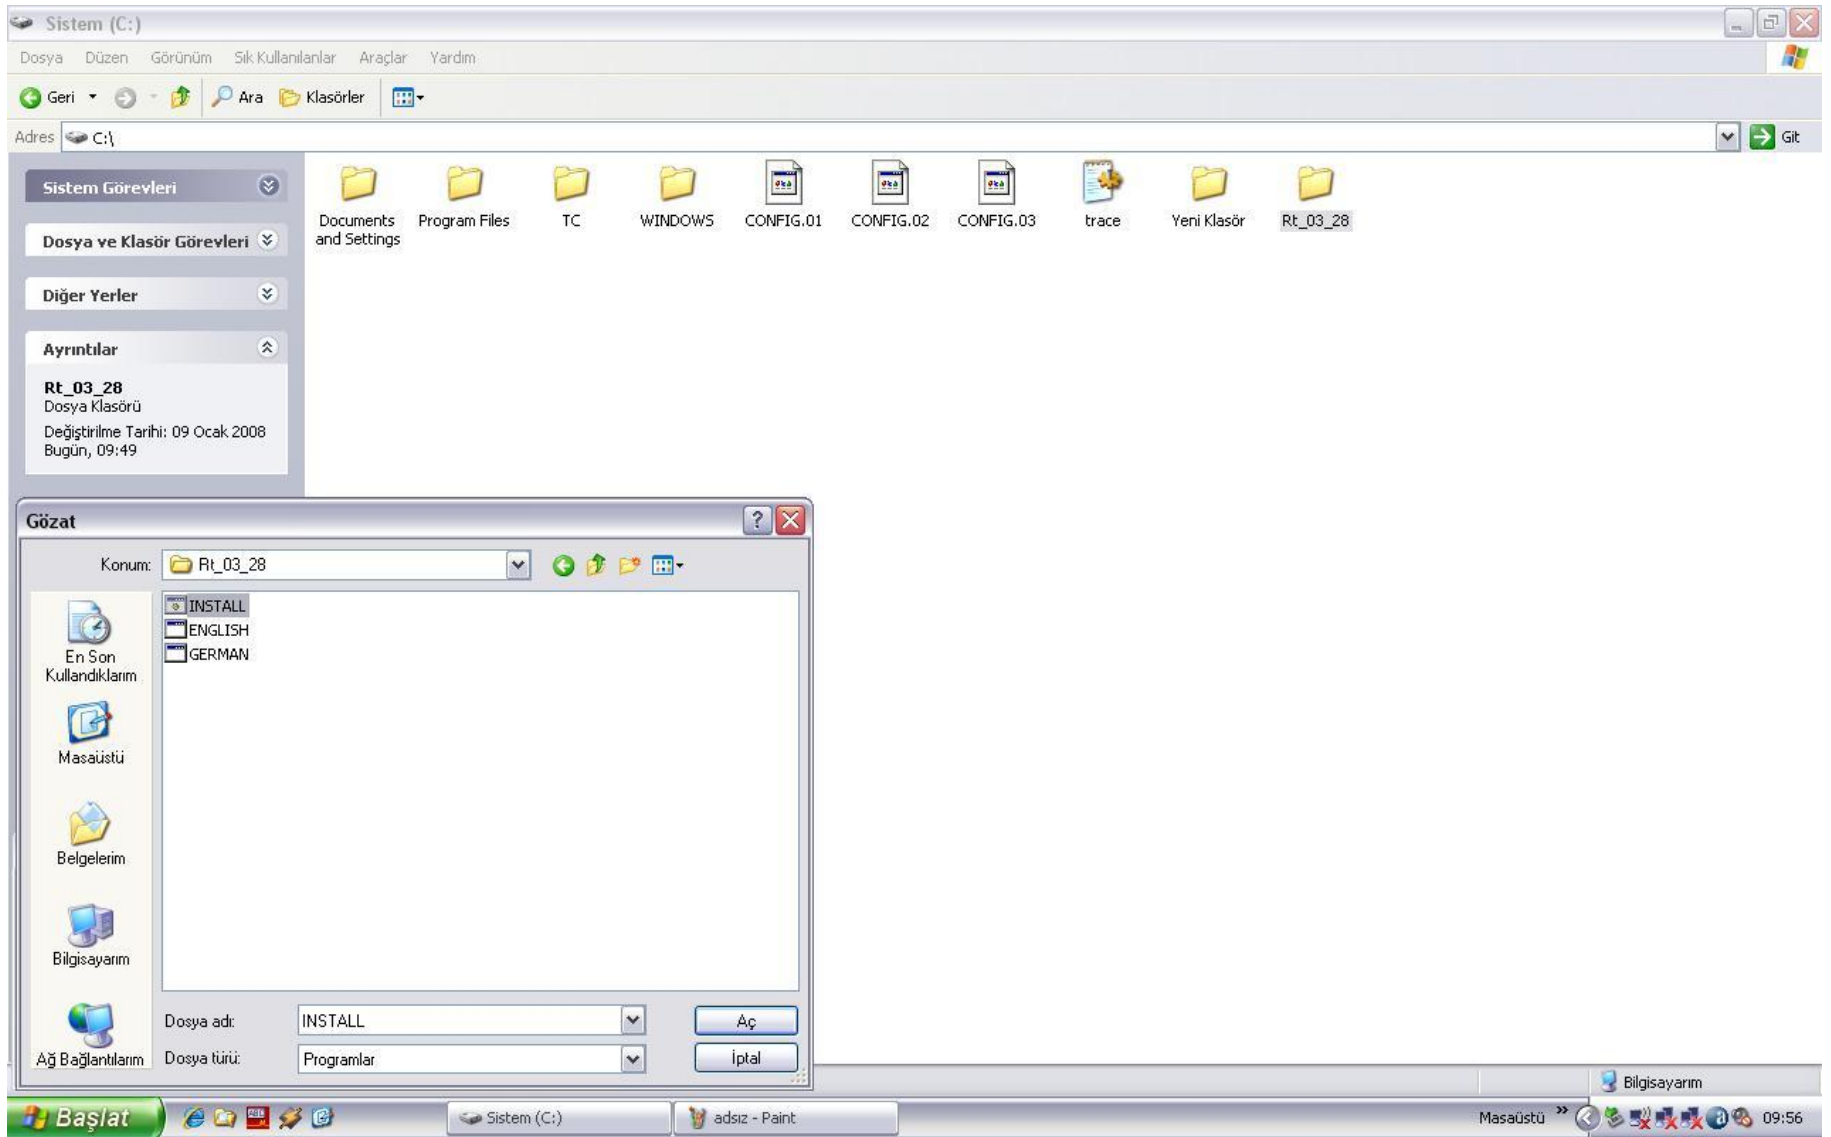 Sistem (C:)
Dosya Düzen Görünüm Sık Kullanılanlar Araçlar Yardım
Geri Ara Klasörler
Adres C:\ Git
Sistem Görevleri
Dosya ve Klasör Görevleri
Diğer Yerler
Ayrıntılar
Rt_03_28
Dosya Klasörü
Değiştirilme Tarihi: 09 Ocak 2008
Bugün, 09:49
Documents
and Settings
Program Files
TC
WINDOWS
CONFIG.01
CONFIG.02
CONFIG.03
trace
Yeni Klasör
Rt_03_28
Gözat
Konum: Rt_03_28
En Son
Kullandıklarım
Masaüstü
Belgelerim
Bilgisayarım
Ağ Bağlantılarım
INSTALL
ENGLISH
GERMAN
Dosya adı: INSTALL Aç
Dosya türü: Programlar İptal
Bilgisayarım
Başlat Sistem (C:) adsız - Paint Masaüstü 09:56